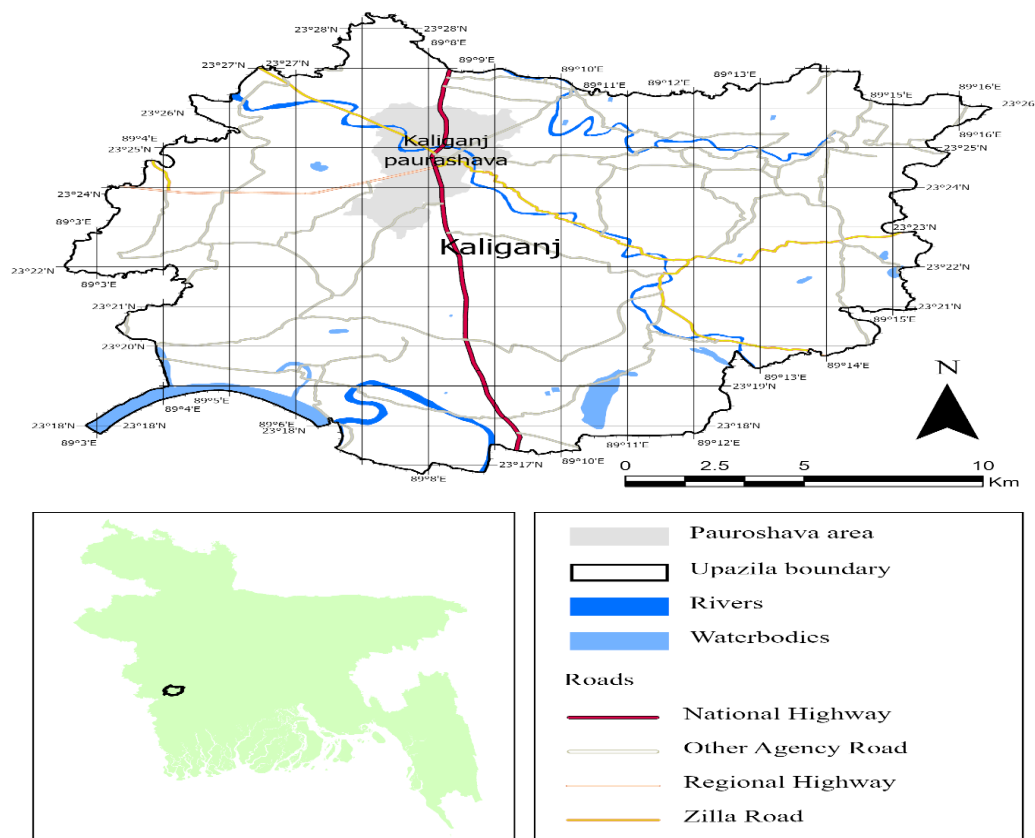 23°28'N
23°28'N
89°8'E
23°27'N
23°27'N
89°9'E
89°10'E
89°11'E
89°12'E
89°13'E
89°15'E
89°16'E
23°26'N
23°26
89°16'E
89°4'E
23°25'N
Kaliganj
paurashava
23°25'N
23°24'N
23°24'N
89°3'E
23°23'N
Kaliganj
23°22'N
89°3'E
23°22'N
23°21'N
23°21'N
89°15'E
23°20'N
89°14'E
89°13'E
23°19'N
N
89°5'E
89°4'E
23°18'N
23°18'N
89°6'E
23°18'N
23°18'N
89°3'E
89°11'E
89°12'E
23°17'N
89°10'E
89°8'E
0 2.5 5 10
Km
Pauroshava area
Upazila boundary
Rivers
Waterbodies
Roads
National Highway
Other Agency Road
Regional Highway
Zilla Road